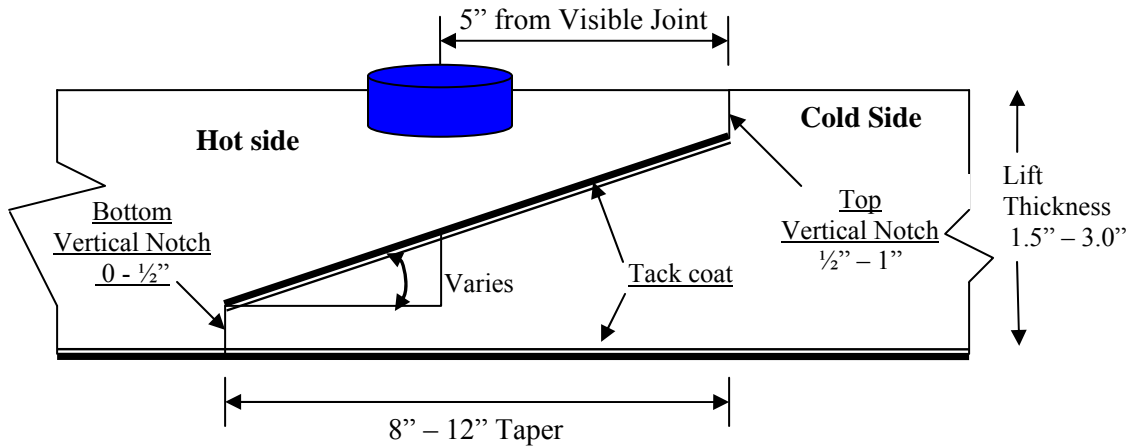 5” from Visible Joint
Hot side
Cold Side
Bottom
Vertical Notch
0 - ½”
Varies
Tack coat
Top
Vertical Notch
½” – 1”
Lift
Thickness
1.5” – 3.0”
8” – 12” Taper